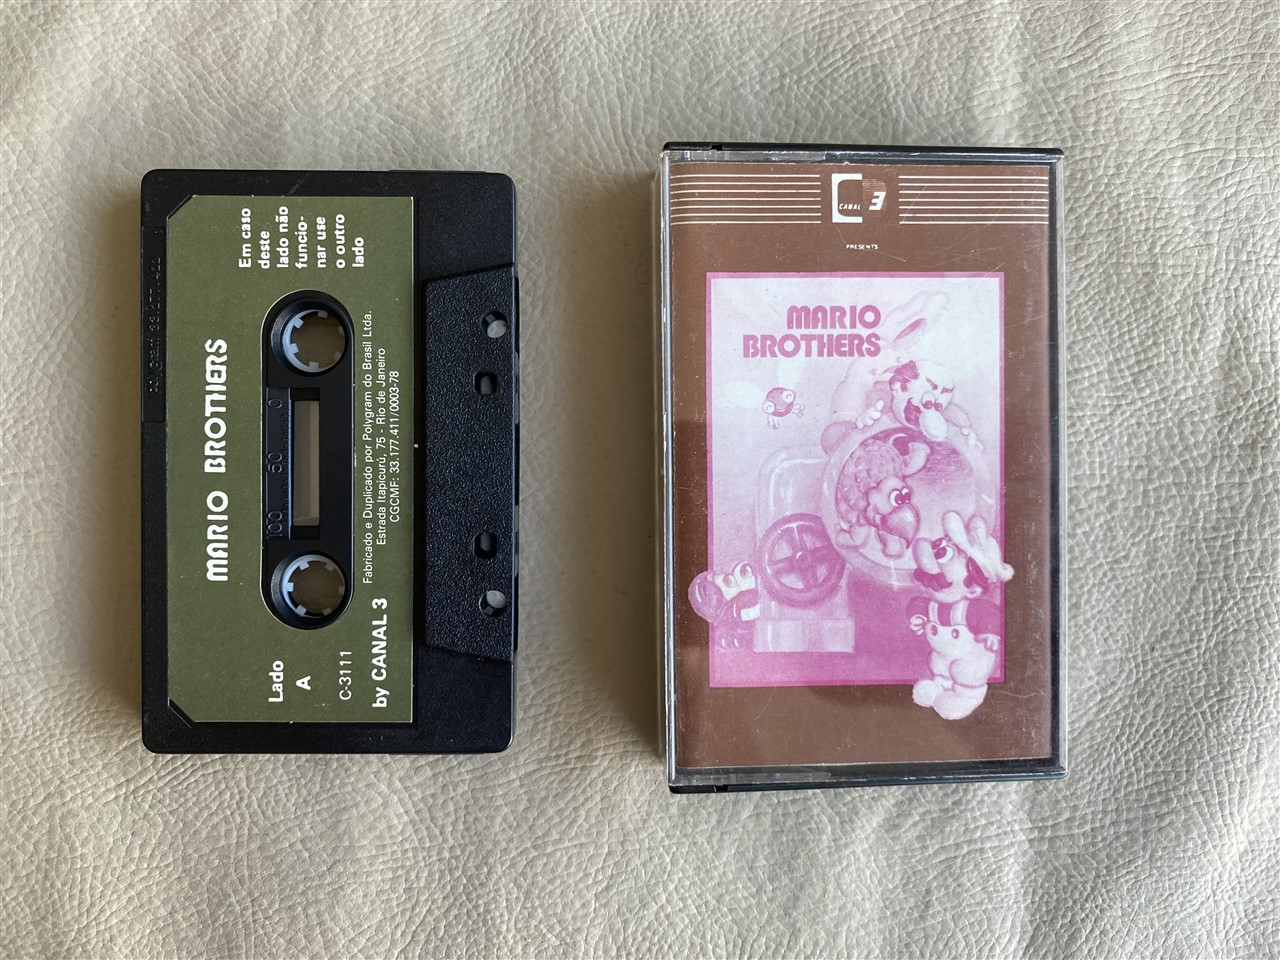 MARIO BROTHERS
Em caso
deste
lado não
funcio-
nar use
o outro
lado
100 50 0
Fabricado e Duplicado por Polygram do Brasil Ltda.
Estrada Itapicurú, 75 - Rio de Janeiro
CGCMF: 33.177.411/0003-78
Lado
A
C-3111
by CANAL 3
CANAL 3
PRESENTS
MARIO
BROTHERS